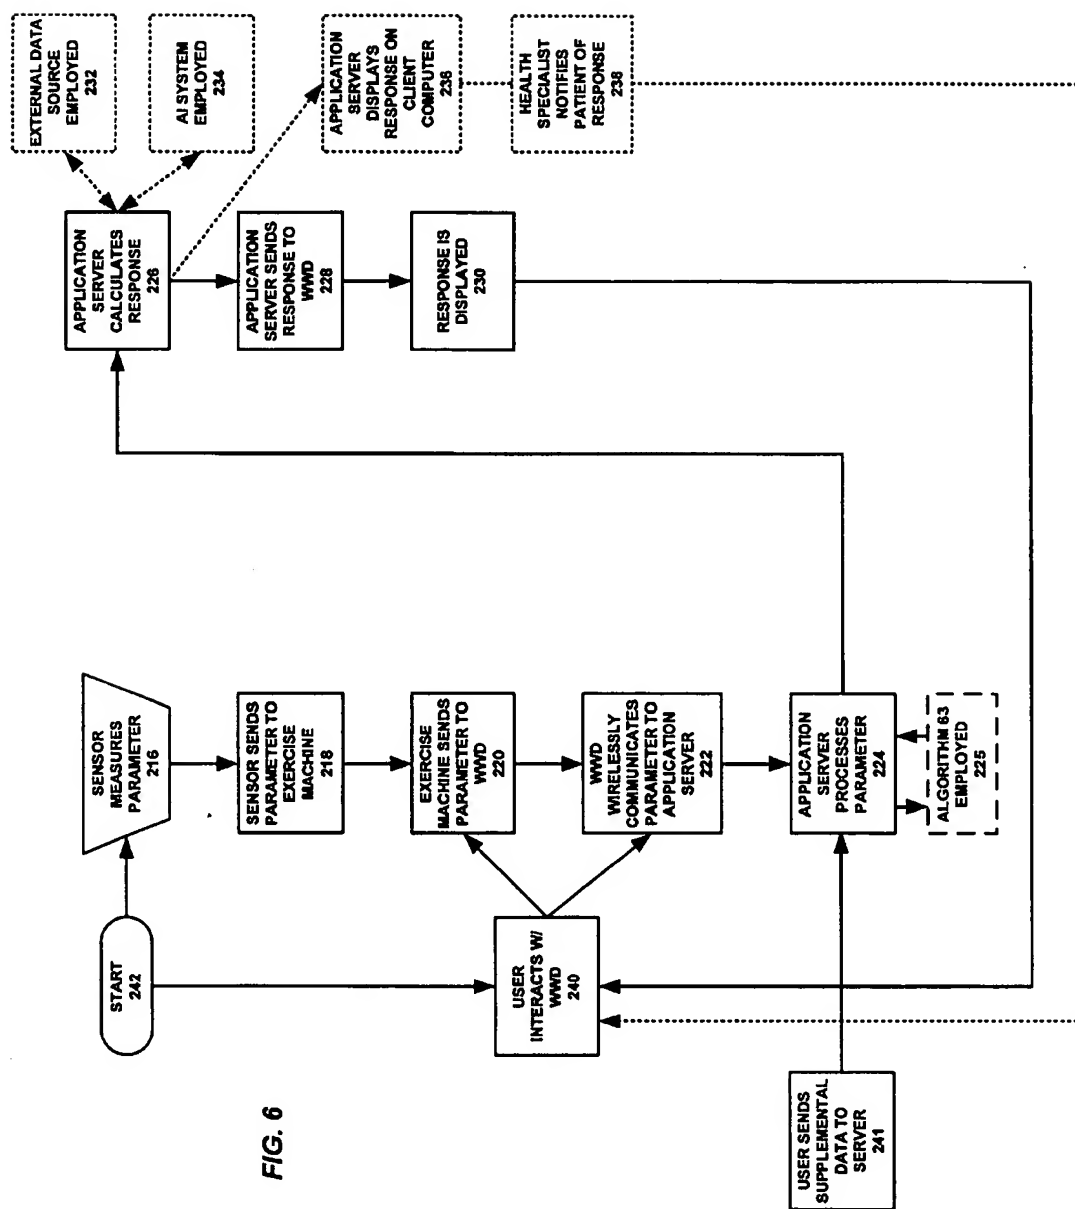 START
242
SENSOR
MEASURES
PARAMETER
216
SENSOR SENDS
PARAMETER TO
EXERCISE
MACHINE
218
EXERCISE
MACHINE SENDS
PARAMETER TO
WWD
220
WWD
WIRELESSLY
COMMUNICATES
PARAMETER TO
APPLICATION
SERVER
222
APPLICATION
SERVER
PROCESSES
PARAMETER
224
ALGORITHM 63
EMPLOYED
225
USER
INTERACTS W/
WWD
240
USER SENDS
SUPPLEMENTAL
DATA TO
SERVER
241
APPLICATION
SERVER
CALCULATES
RESPONSE
226
APPLICATION
SERVER SENDS
RESPONSE TO
WWD
228
RESPONSE IS
DISPLAYED
230
EXTERNAL DATA
SOURCE
EMPLOYED
232
AI SYSTEM
EMPLOYED
234
APPLICATION
SERVER
DISPLAYS
RESPONSE ON
CLIENT
COMPUTER
236
HEALTH
SPECIALIST
NOTIFIES
PATIENT OF
RESPONSE
238
FIG. 6